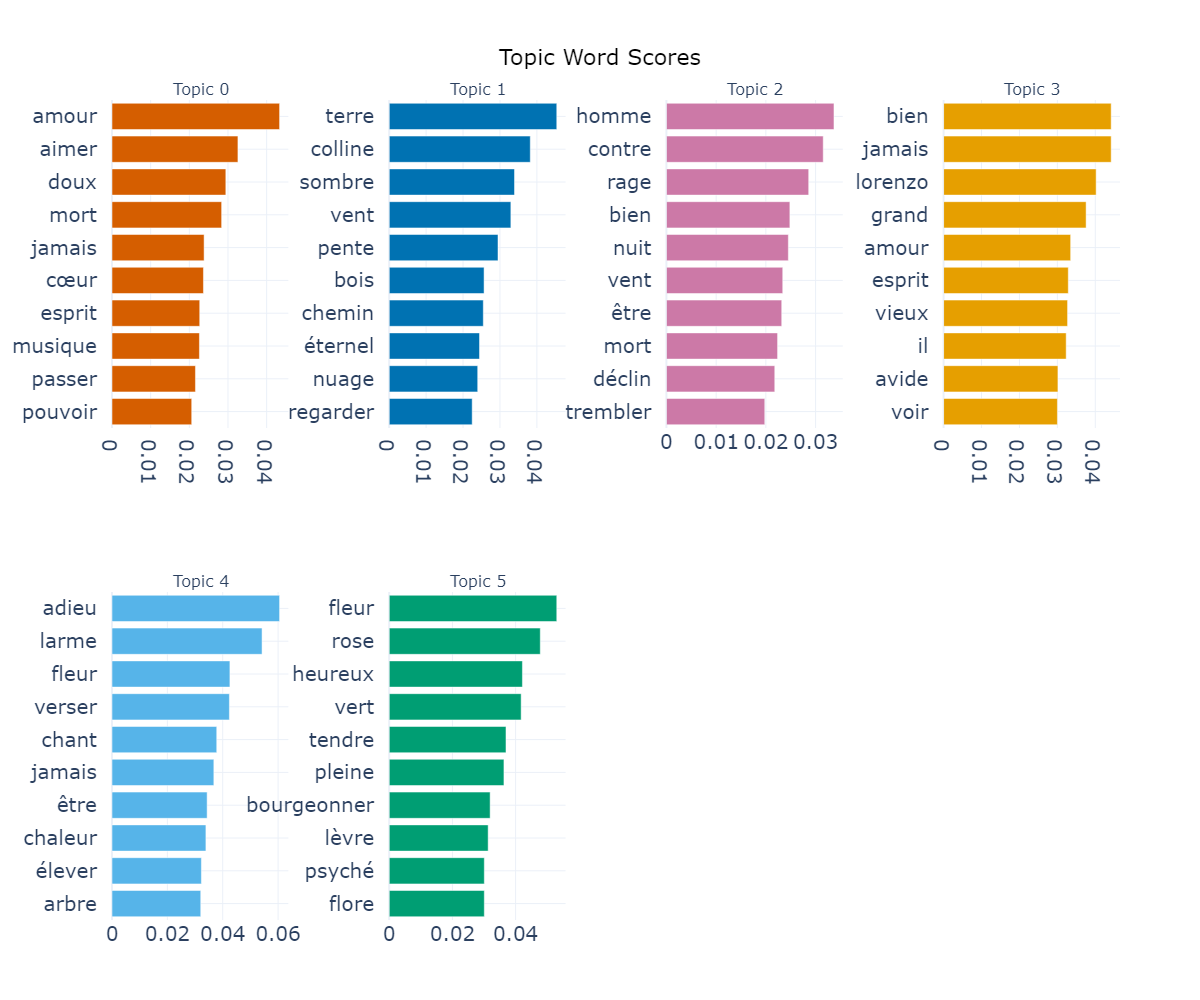 Topic Word Scores
Topic 0
amour
aimer
doux
mort
jamais
cœur
esprit
musique
passer
pouvoir
0 0.01 0.02 0.03 0.04
Topic 1
terre
colline
sombre
vent
pente
bois
chemin
éternel
nuage
regarder
0 0.01 0.02 0.03 0.04
Topic 2
homme
contre
rage
bien
nuit
vent
être
mort
déclin
trembler
0 0.01 0.02 0.03
Topic 3
bien
jamais
lorenzo
grand
amour
esprit
vieux
il
avide
voir
0 0.01 0.02 0.03 0.04
Topic 4
adieu
larme
fleur
verser
chant
jamais
être
chaleur
élever
arbre
0 0.02 0.04 0.06
Topic 5
fleur
rose
heureux
vert
tendre
pleine
bourgeonner
lèvre
psyché
flore
0 0.02 0.04